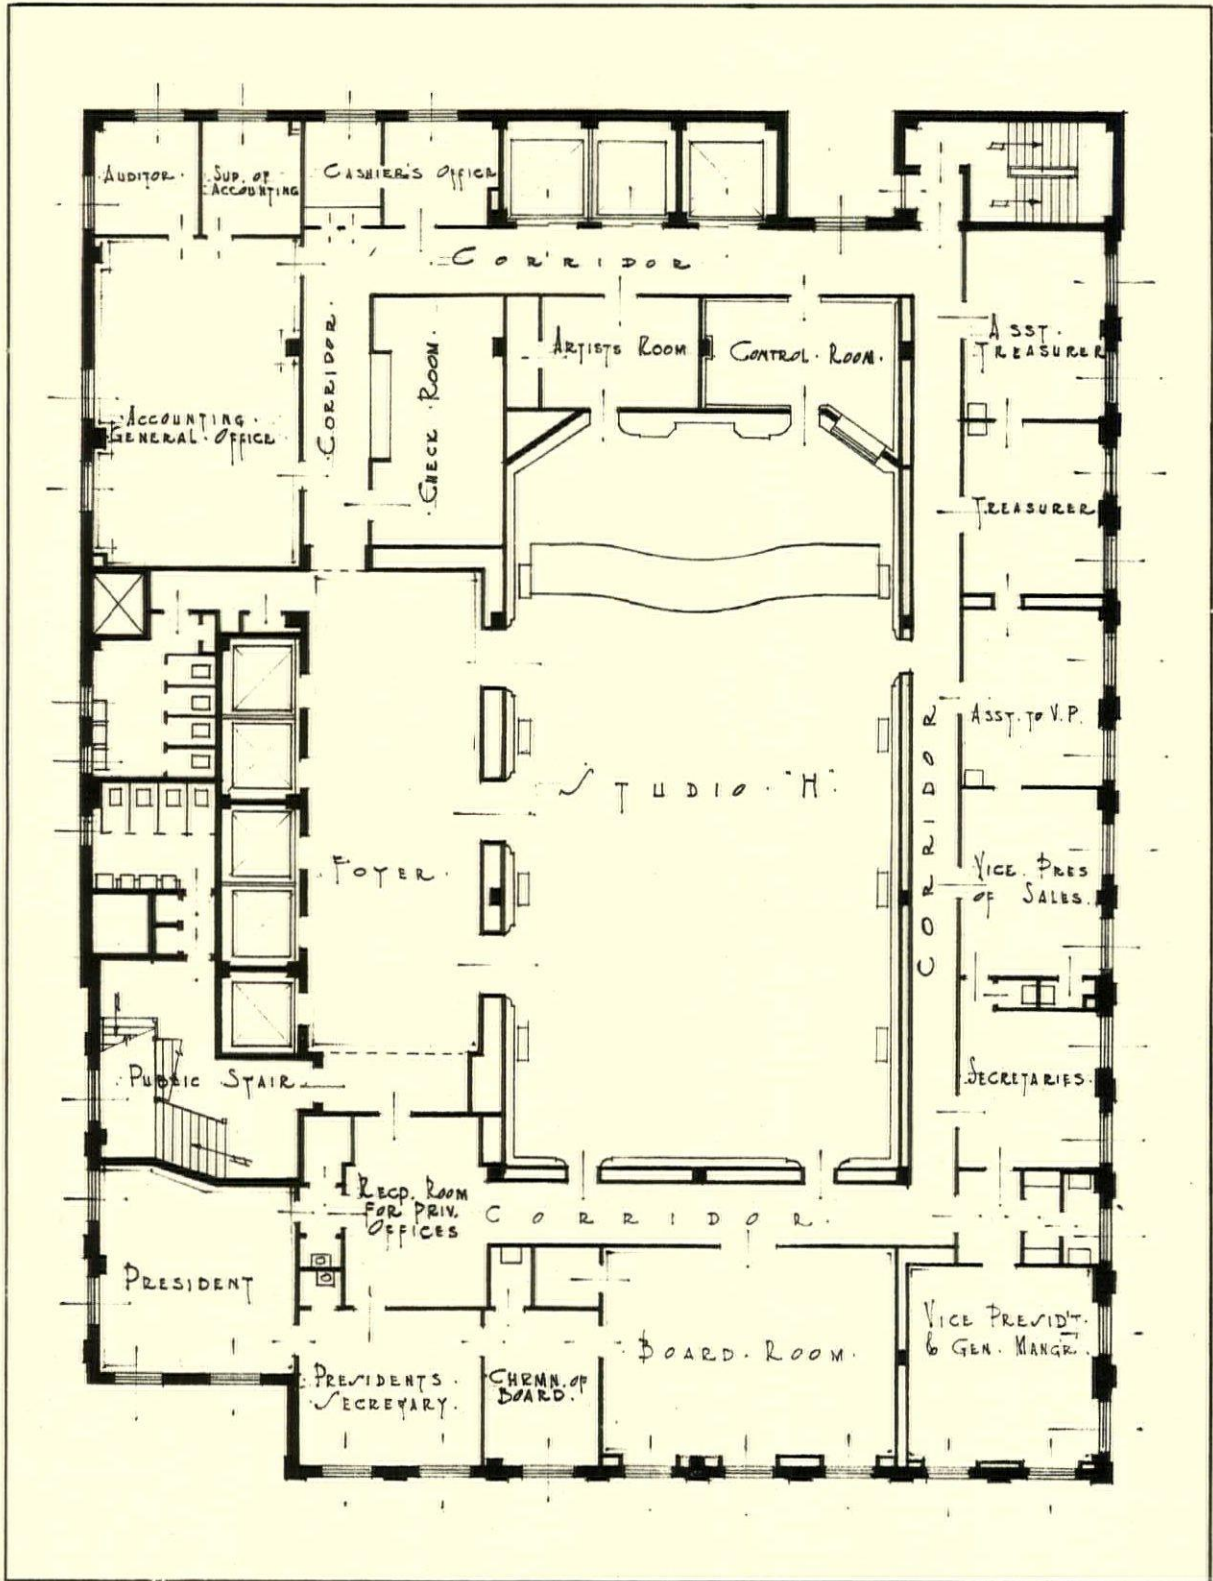 AUDITOR.
SUP. OF
ACCOUNTING
CASHIER'S OFFICE
CORRIDOR
ASST.
TREASURER
CORRIDOR.
CHECK ROOM.
ARTISTS ROOM
CONTROL ROOM.
ACCOUNTING
GENERAL OFFICE
TREASURER
ASST. TO V.P.
STUDIO "H"
CORRIDOR
FOYER.
VICE PRES
OF SALES.
PUBLIC STAIR
SECRETARIES.
RECP. ROOM
FOR PRIV.
OFFICES
CORRIDOR.
PRESIDENT
VICE PRESID'T.
& GEN. MANGR.
BOARD ROOM.
PRESIDENTS
SECRETARY.
CHRMN. OF
BOARD.